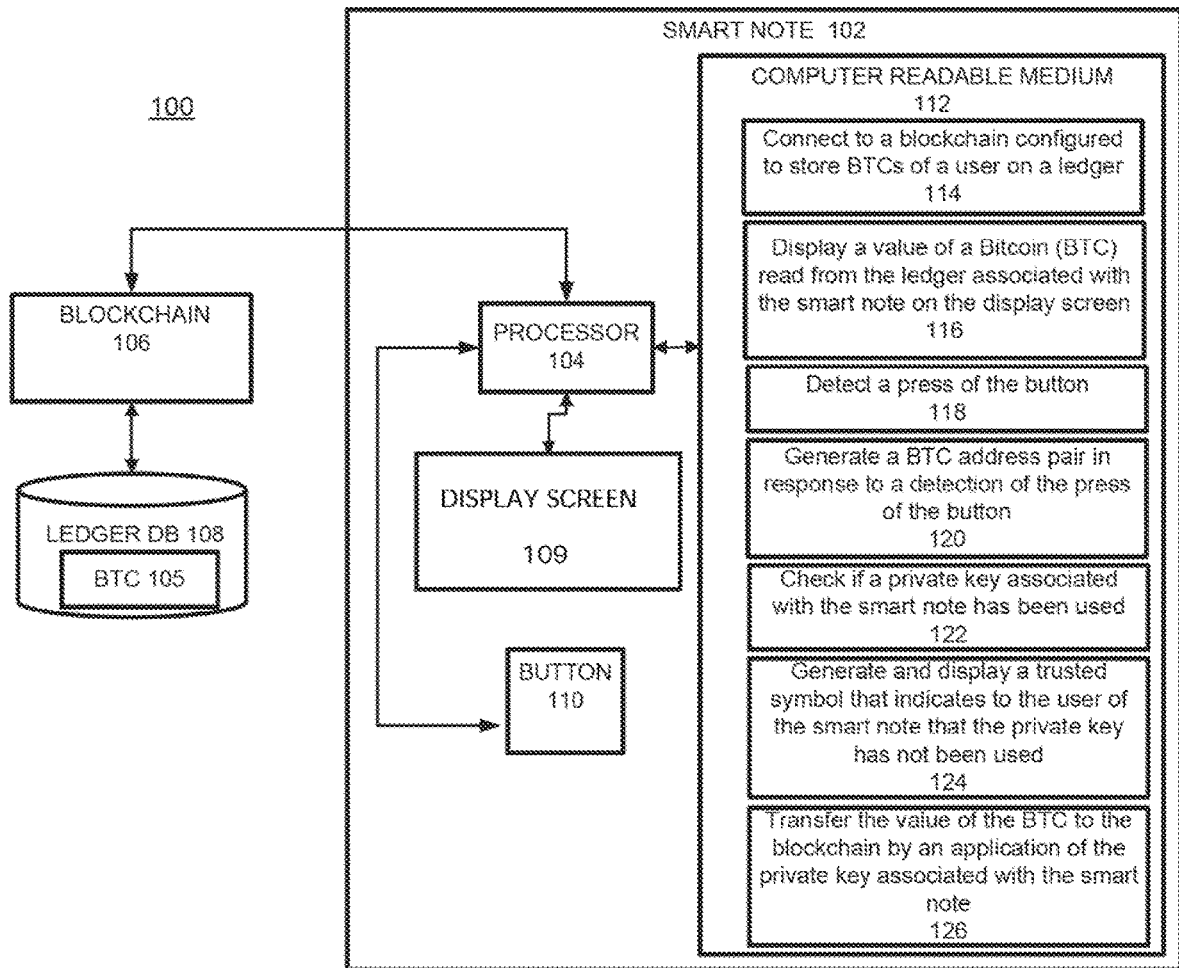 SMART NOTE 102
100
COMPUTER READABLE MEDIUM
112
Connect to a blockchain configured
to store BTCs of a user on a ledger
114
Display a value of a Bitcoin (BTC)
read from the ledger associated with
the smart note on the display screen
116
BLOCKCHAIN
106
PROCESSOR
104
Detect a press of the button
118
LEDGER DB 108
BTC 105
DISPLAY SCREEN
109
Generate a BTC address pair in
response to a detection of the press
of the button
120
Check if a private key associated
with the smart note has been used
122
BUTTON
110
Generate and display a trusted
symbol that indicates to the user of
the smart note that the private key
has not been used
124
Transfer the value of the BTC to the
blockchain by an application of the
private key associated with the smart
note
126